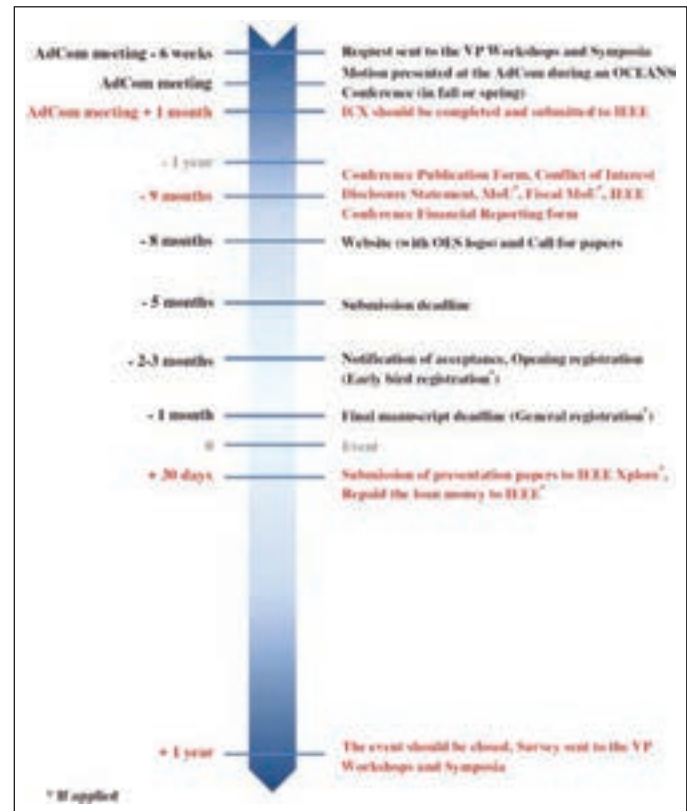 AdCom meeting - 6 weeks Request sent to the VP Workshops and Symposia
AdCom meeting Motion presented at the AdCom during an OCEANS
Conference (in fall or spring)
AdCom meeting + 1 month ICX should be completed and submitted to IEEE
- 1 year
Conference Publication Form, Conflict of Interest
- 9 months Disclosure Statement, MoU*, Fiscal MoU*, IEEE
Conference Financial Reporting form
- 8 months Website (with OES logo) and Call for papers
- 5 months Submission deadline
- 2-3 months Notification of acceptance, Opening registration
(Early bird registration*)
- 1 month Final manuscript deadline (General registration*)
0 Event
+ 30 days Submission of presentation papers to IEEE Xplore*,
Repaid the loan money to IEEE*
+ 1 year The event should be closed, Survey sent to the VP
Workshops and Symposia
* If applied